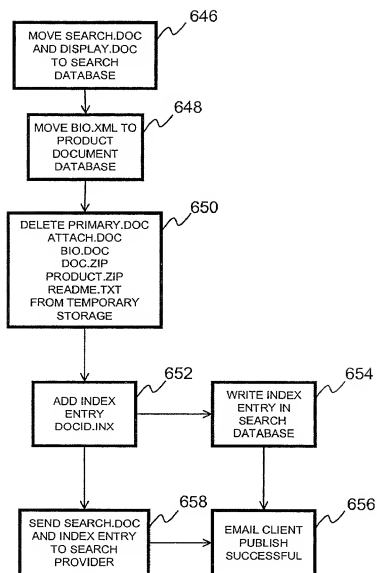 646
MOVE SEARCH.DOC
AND DISPLAY.DOC
TO SEARCH
DATABASE
648
MOVE BIO.XML TO
PRODUCT
DOCUMENT
DATABASE
650
DELETE PRIMARY.DOC
ATTACH.DOC
BIO.DOC
DOC.ZIP
PRODUCT.ZIP
README.TXT
FROM TEMPORARY
STORAGE
652
ADD INDEX
ENTRY
DOCID.INX
654
WRITE INDEX
ENTRY IN
SEARCH
DATABASE
658
SEND SEARCH.DOC
AND INDEX ENTRY
TO SEARCH
PROVIDER
656
EMAIL CLIENT
PUBLISH
SUCCESSFUL